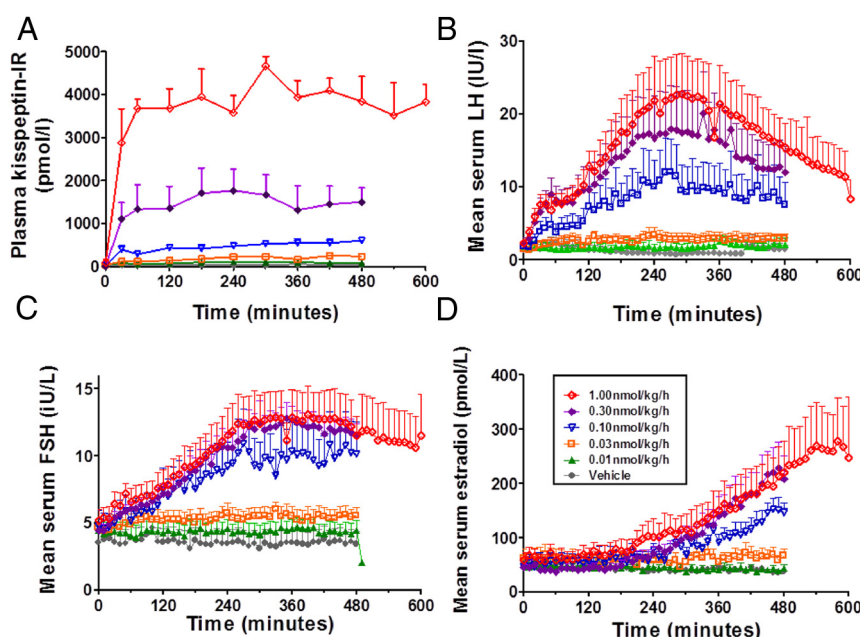 A
Plasma kisspeptin-IR
(pmol/l)
5000
4000
3000
2000
1000
0
0 120 240 360 480 600
Time (minutes)
B
Mean serum LH (IU/l)
30
20
10
0
0 120 240 360 480 600
Time (minutes)
C
Mean serum FSH (iU/L)
15
10
5
0
0 120 240 360 480 600
Time (minutes)
D
Mean serum estradiol (pmol/L)
400
300
200
100
50
0
1.00nmol/kg/h
0.30nmol/kg/h
0.10nmol/kg/h
0.03nmol/kg/h
0.01nmol/kg/h
Vehicle
0 120 240 360 480 600
Time (minutes)